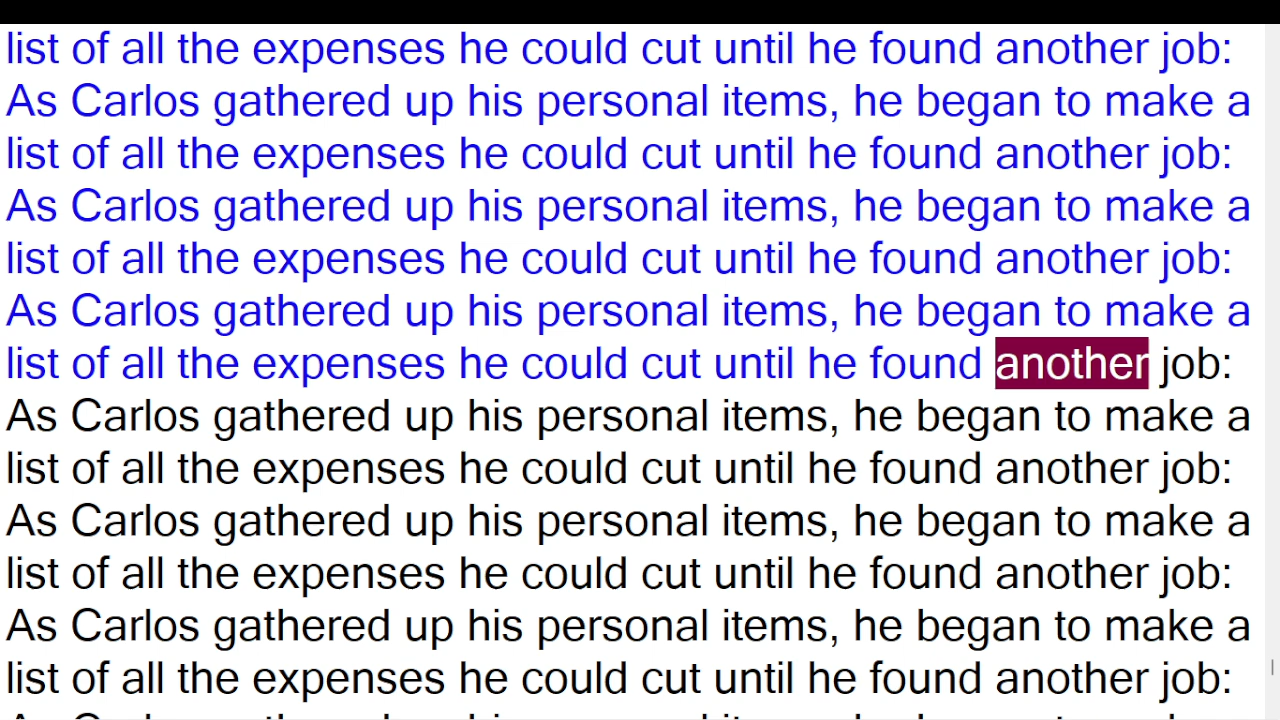 list of all the expenses he could cut until he found another job:
As Carlos gathered up his personal items, he began to make a
list of all the expenses he could cut until he found another job:
As Carlos gathered up his personal items, he began to make a
list of all the expenses he could cut until he found another job:
As Carlos gathered up his personal items, he began to make a
list of all the expenses he could cut until he found another job:
As Carlos gathered up his personal items, he began to make a
list of all the expenses he could cut until he found another job:
As Carlos gathered up his personal items, he began to make a
list of all the expenses he could cut until he found another job:
As Carlos gathered up his personal items, he began to make a
list of all the expenses he could cut until he found another job: